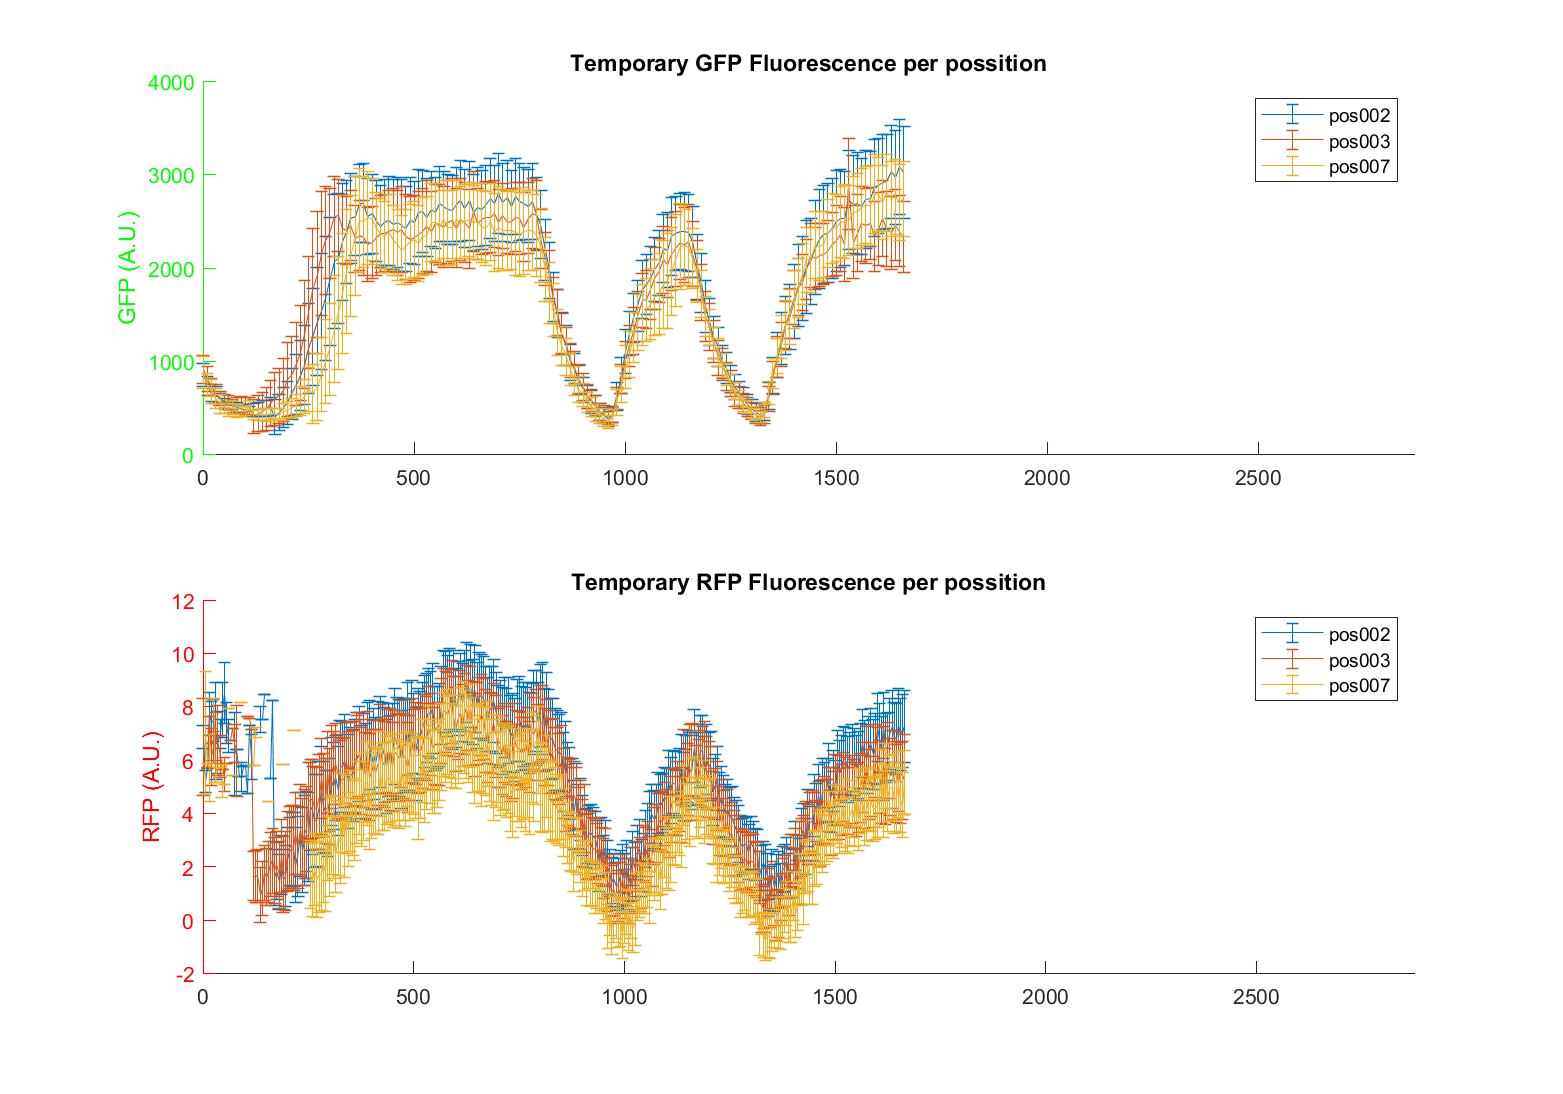 Temporary GFP Fluorescence per possition
GFP (A.U.)
4000
3000
2000
1000
0
0 500 1000 1500 2000 2500
pos002
pos003
pos007
Temporary RFP Fluorescence per possition
RFP (A.U.)
12
10
8
6
4
2
0
-2
0 500 1000 1500 2000 2500
pos002
pos003
pos007